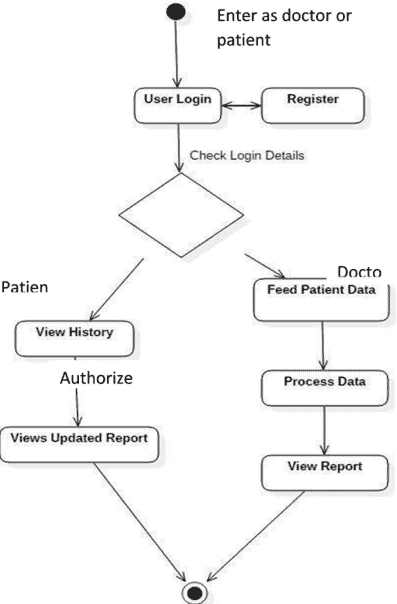 Enter as doctor or
patient
User Login
Register
Check Login Details
Patien
Docto
Feed Patient Data
View History
Authorize
Process Data
Views Updated Report
View Report